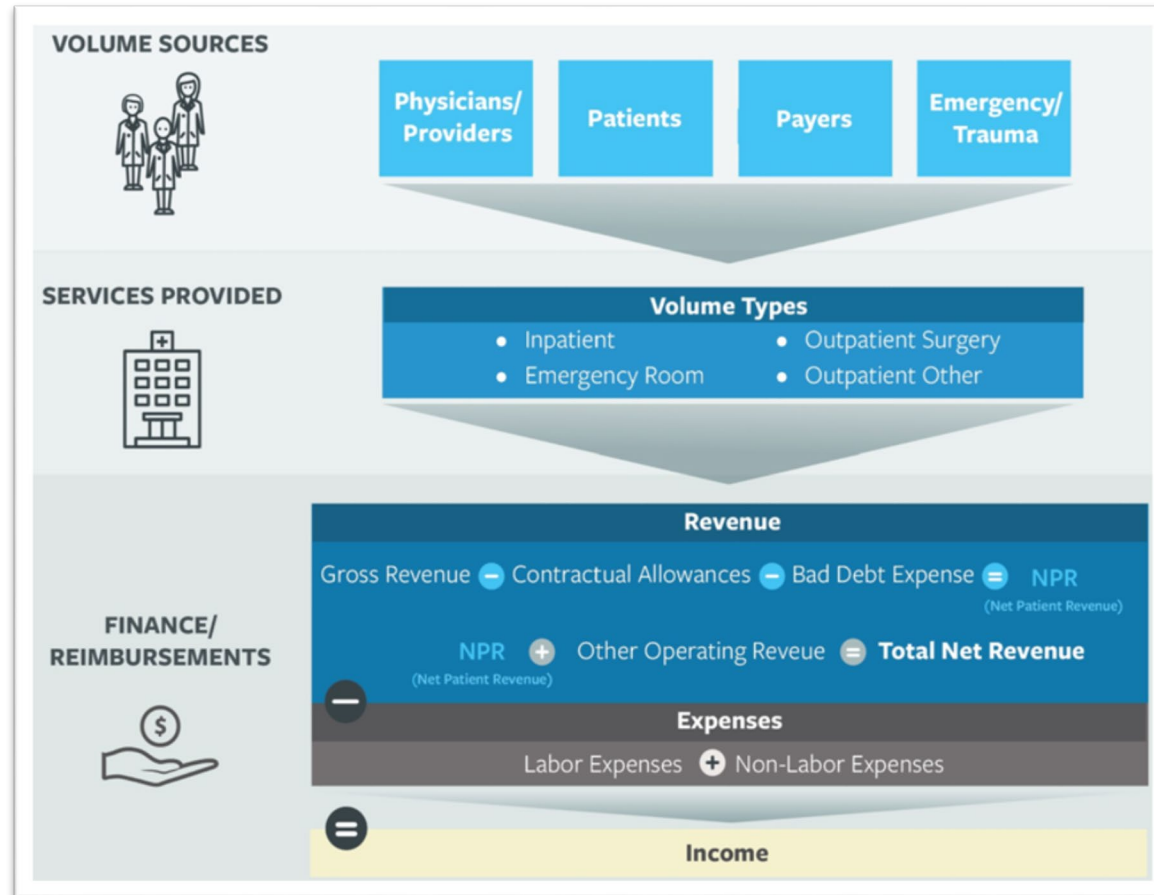 VOLUME SOURCES
Physicians/
Providers
Patients
Payers
Emergency/
Trauma
SERVICES PROVIDED
Volume Types
• Inpatient
• Outpatient Surgery
• Emergency Room
• Outpatient Other
FINANCE/
REIMBURSEMENTS
$
Revenue
Gross Revenue − Contractual Allowances − Bad Debt Expense = NPR
(Net Patient Revenue)
NPR + Other Operating Reveue = Total Net Revenue
(Net Patient Revenue)
−
Expenses
Labor Expenses + Non-Labor Expenses
=
Income